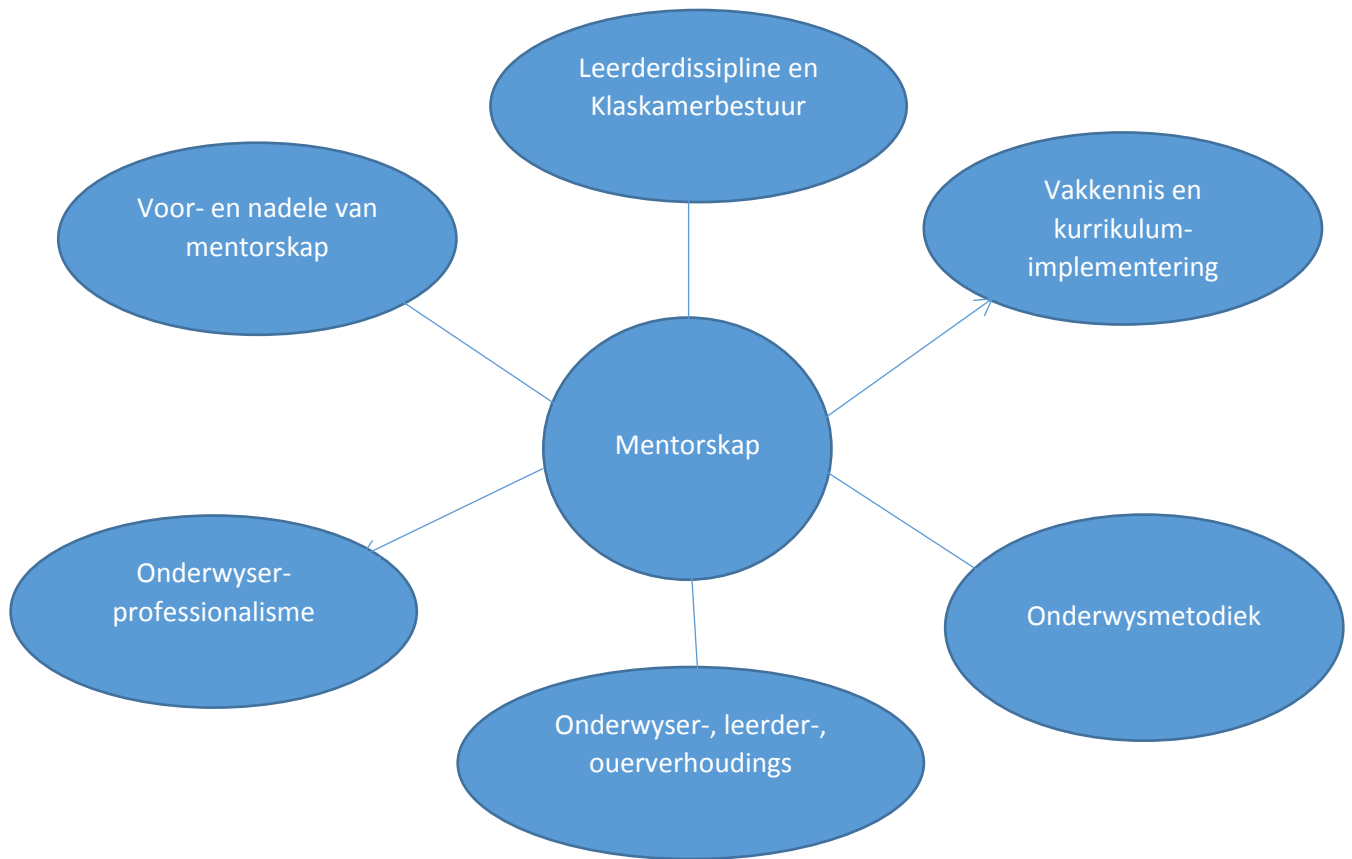 Leerderdissipline en
Klaskamerbestuur
Voor- en nadele van
mentorskap
Vakkennis en
kurrikulum-
implementering
Mentorskap
Onderwyser-
professionalisme
Onderwysmetodiek
Onderwyser-, leerder-,
ouerverhoudings